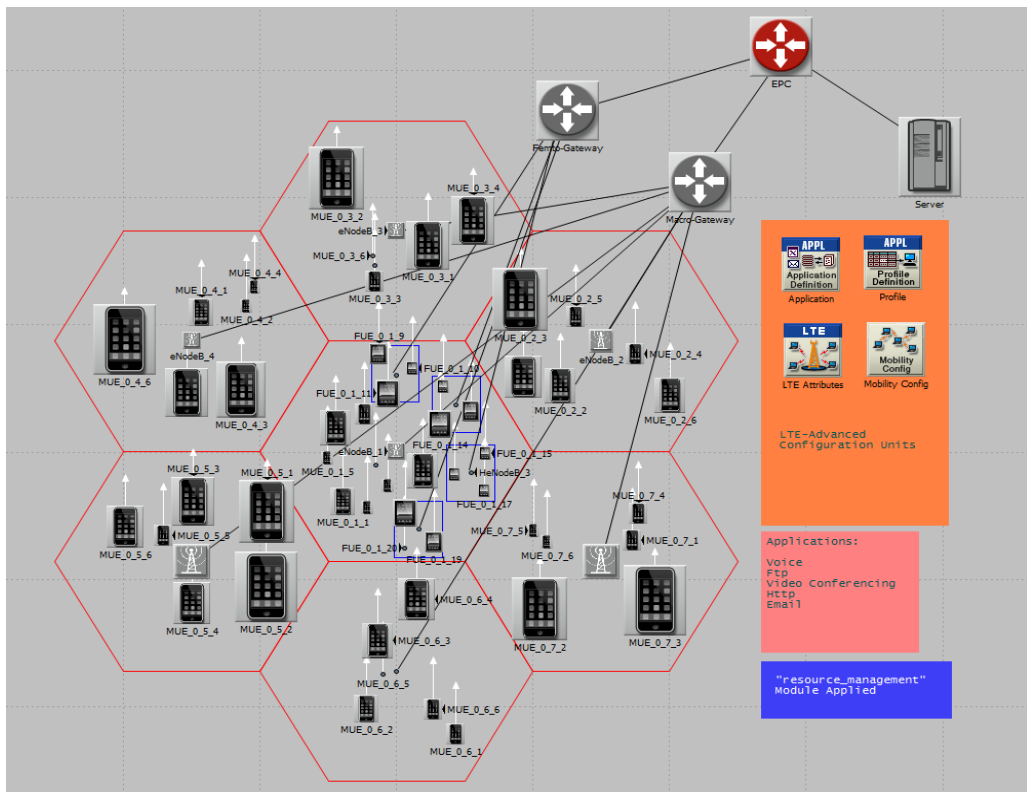 EPC
Femto-Gateway
Macro-Gateway
Server
MUE_0_3_4
MUE_0_3_2
eNodeB_3
MUE_0_3_6
MUE_0_3_1
MUE_0_3_3
MUE_0_4_4
MUE_0_4_1
MUE_0_4_2
eNodeB_4
MUE_0_4_6
MUE_0_4_3
MUE_0_2_5
MUE_0_2_3
eNodeB_2
MUE_0_2_4
MUE_0_2_2
MUE_0_2_6
FUE_0_1_9
FUE_0_1_10
FUE_0_1_11
FUE_0_1_14
eNodeB_1
FUE_0_1_15
MUE_0_1_5
HeNodeB_3
FUE_0_1_17
MUE_0_1_1
FUE_0_1_20
FUE_0_1_19
MUE_0_5_3
MUE_0_5_1
MUE_0_5_5
MUE_0_5_6
MUE_0_5_4
MUE_0_5_2
MUE_0_7_4
MUE_0_7_5
MUE_0_7_1
MUE_0_7_6
MUE_0_7_2
MUE_0_7_3
MUE_0_6_4
MUE_0_6_3
MUE_0_6_5
MUE_0_6_2
MUE_0_6_6
MUE_0_6_1
APPL
Application
Definition
Application
APPL
Profile
Definition
Profile
LTE
LTE Attributes
Mobility
Config
Mobility Config
LTE-Advanced
Configuration Units
Applications:
Voice
Ftp
Video Conferencing
Http
Email
"resource_management"
Module Applied